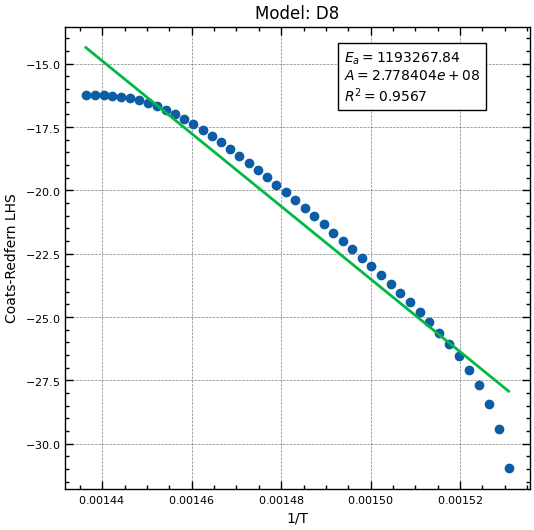 Model: D8
E_a = 1193267.84
A = 2.778404e + 08
R² = 0.9567
Coats-Redfern LHS
−15.0
−17.5
−20.0
−22.5
−25.0
−27.5
−30.0
0.00144 0.00146 0.00148 0.00150 0.00152
1/T